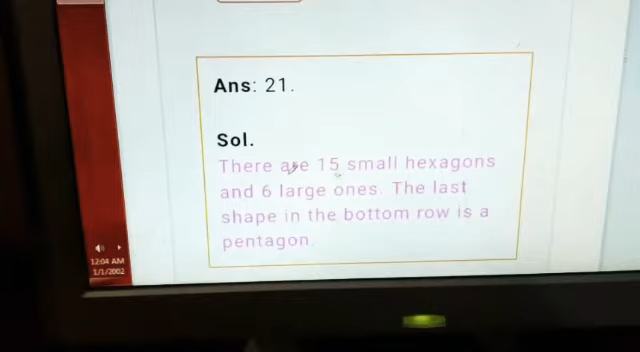 Ans: 21.
Sol.
There are 15 small hexagons
and 6 large ones. The last
shape in the bottom row is a
pentagon.
12:04 AM
1/1/2002